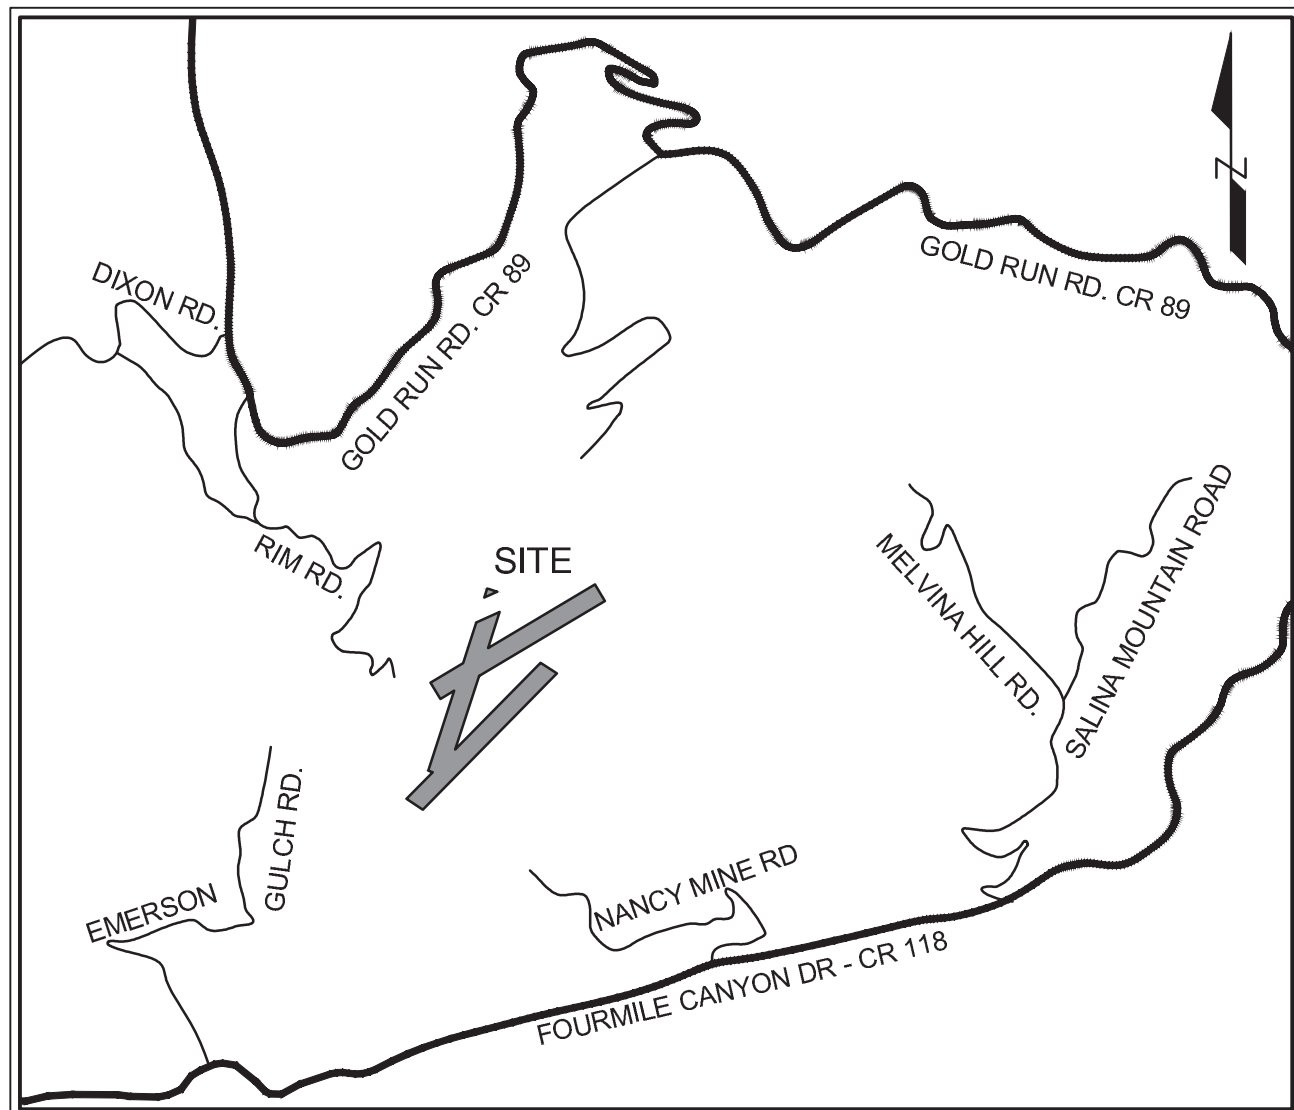 Z
DIXON RD.
GOLD RUN RD. CR 89
GOLD RUN RD. CR 89
RIM RD.
SITE
MELVINA HILL RD.
SALINA MOUNTAIN ROAD
EMERSON
GULCH RD.
NANCY MINE RD
FOURMILE CANYON DR - CR 118